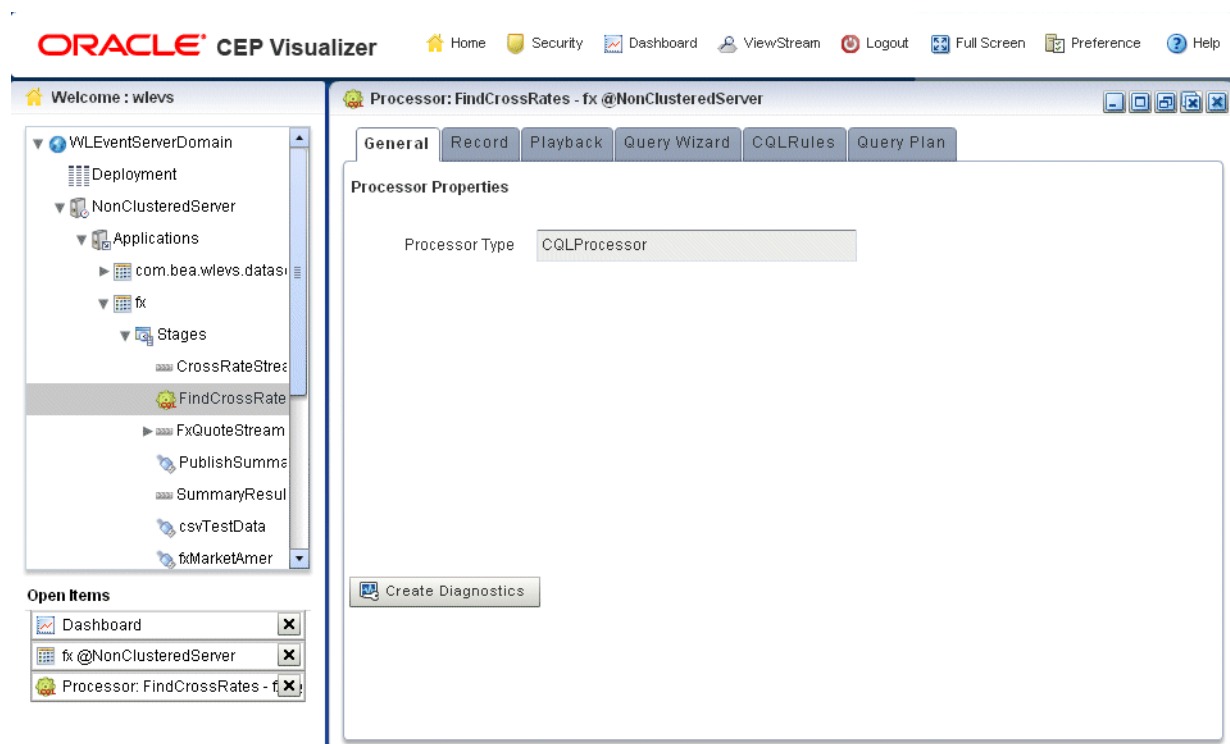 ORACLE CEP Visualizer
Home Security Dashboard ViewStream Logout Full Screen Preference Help
Welcome : wlevs
WLEventServerDomain
Deployment
NonClusteredServer
Applications
com.bea.wlevs.datas
fx
Stages
CrossRateStrea
FindCrossRate
FxQuoteStream
PublishSumma
SummaryResul
csvTestData
fxMarketAmer
Open Items
Dashboard
fx @NonClusteredServer
Processor: FindCrossRates - f
Processor: FindCrossRates - fx @NonClusteredServer
General Record Playback Query Wizard CQLRules Query Plan
Processor Properties
Processor Type CQLProcessor
Create Diagnostics